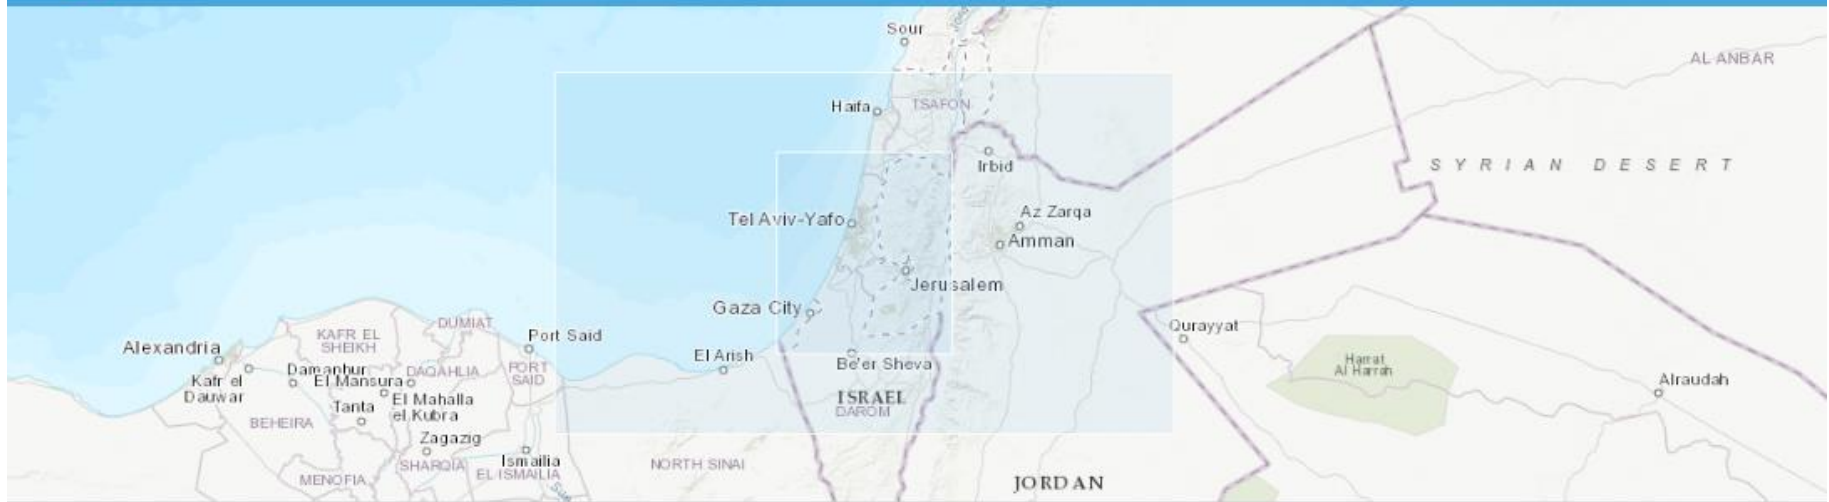 Sour
AL ANBAR
Haifa
TSAFON
Irbid
SYRIAN DESERT
Tel Aviv-Yafo
Az Zarqa
Amman
Jerusalem
Gaza City
DUMIAT
KAFR EL
SHEIKH
Port Said
Qurayyat
Alexandria
El Arish
Be'er Sheva
Harrat
Al Harrah
Damanhur
DAQAHLIA
PORT
SAID
Kafr el
Dauwar
El Mansura
Alraudah
El Mahalla
el Kubra
Tanta
ISRAEL
DAROM
BEHEIRA
Zagazig
SHARQIA
Ismailia
EL ISMAILIA
NORTH SINAI
MENOFIA
JORDAN